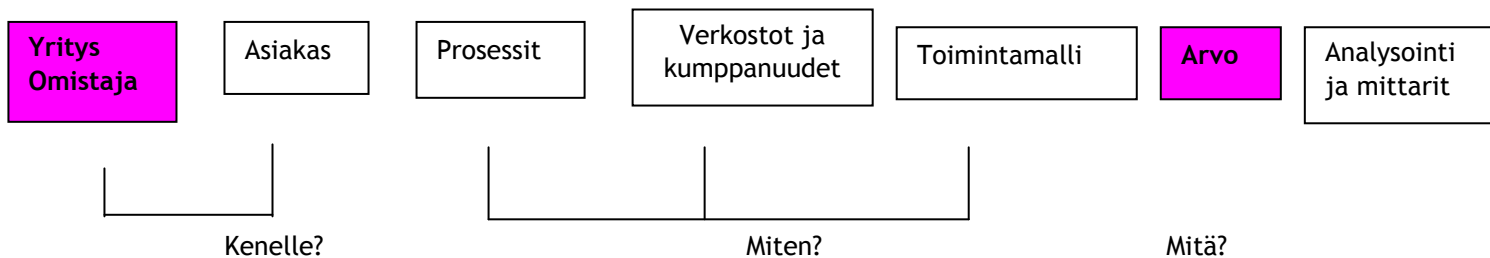 Yritys
Omistaja
Asiakas
Prosessit
Verkostot ja
kumppanuudet
Toimintamalli
Arvo
Analysointi
ja mittarit
Kenelle?
Miten?
Mitä?